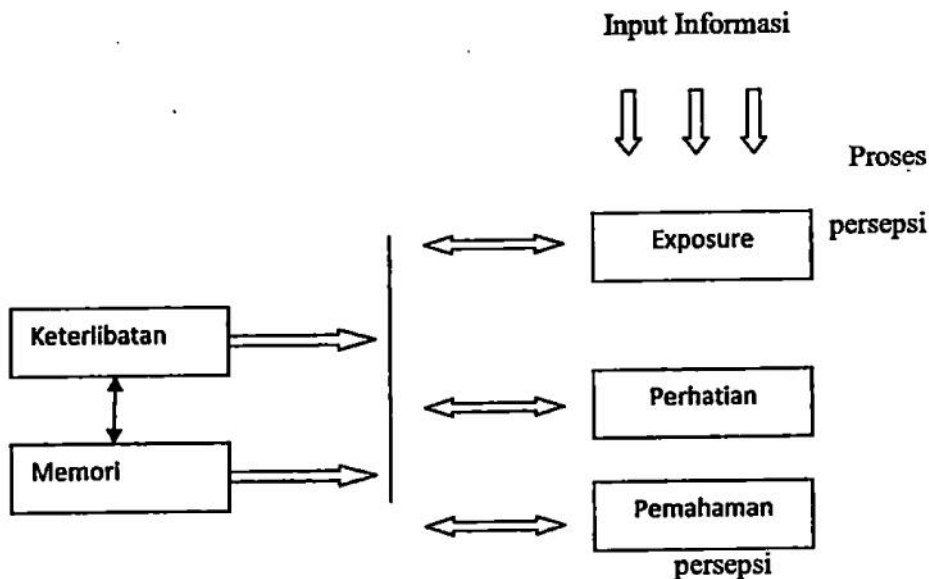 Input Informasi
Proses
persepsi
Exposure
Keterlibatan
Perhatian
Memori
Pemahaman
persepsi